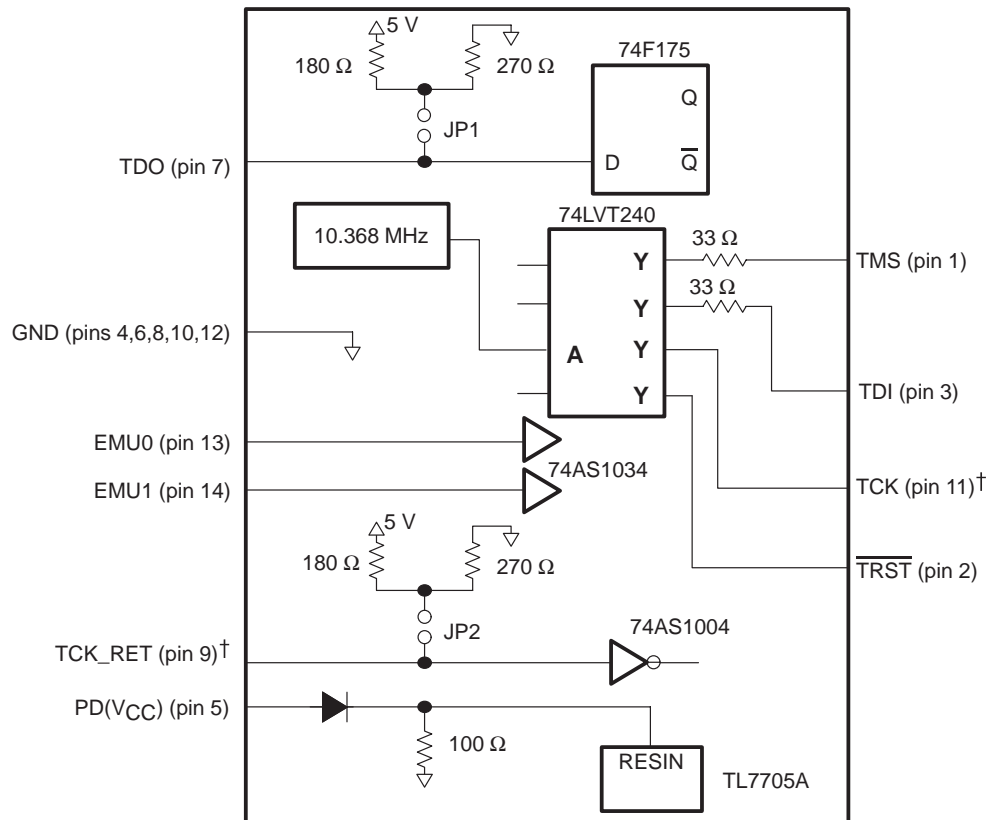 5 V
180 Ω
270 Ω
74F175
Q
JP1
TDO (pin 7)
D
Q
74LVT240
10.368 MHz
33 Ω
Y
TMS (pin 1)
33 Ω
Y
GND (pins 4,6,8,10,12)
A
Y
Y
TDI (pin 3)
EMU0 (pin 13)
74AS1034
EMU1 (pin 14)
TCK (pin 11)†
5 V
180 Ω
270 Ω
TRST (pin 2)
JP2
74AS1004
TCK_RET (pin 9)†
PD(VCC) (pin 5)
100 Ω
RESIN
TL7705A